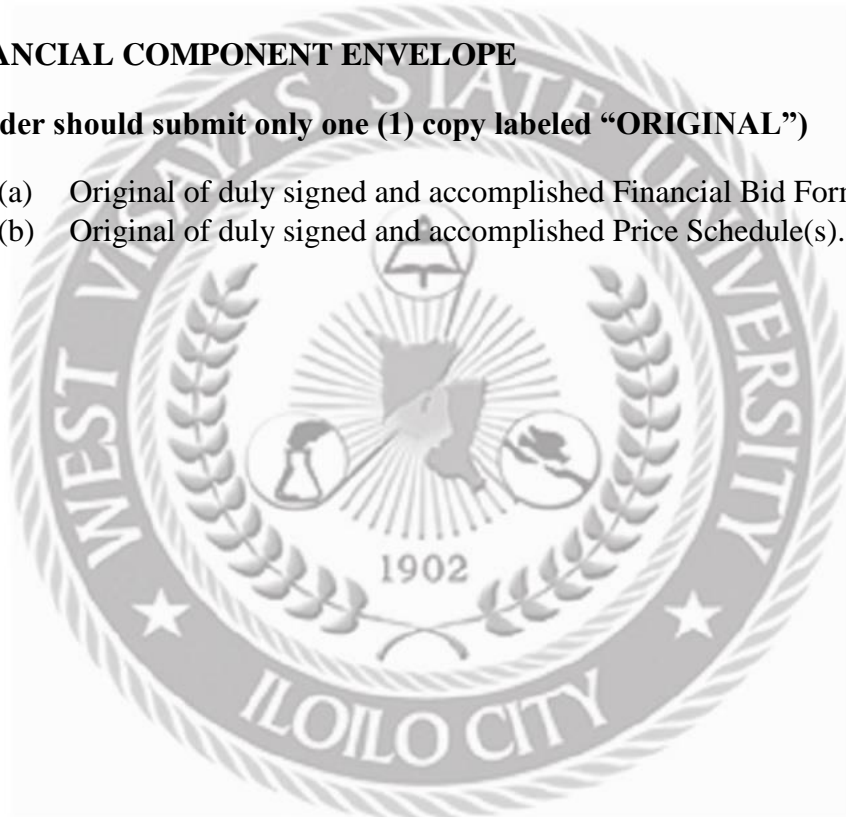 ANCIAL COMPONENT ENVELOPE
der should submit only one (1) copy labeled “ORIGINAL”)
(a) Original of duly signed and accomplished Financial Bid For
(b) Original of duly signed and accomplished Price Schedule(s).
WEST VISAYAS STATE UNIVERSITY
1902
ILOILO CITY